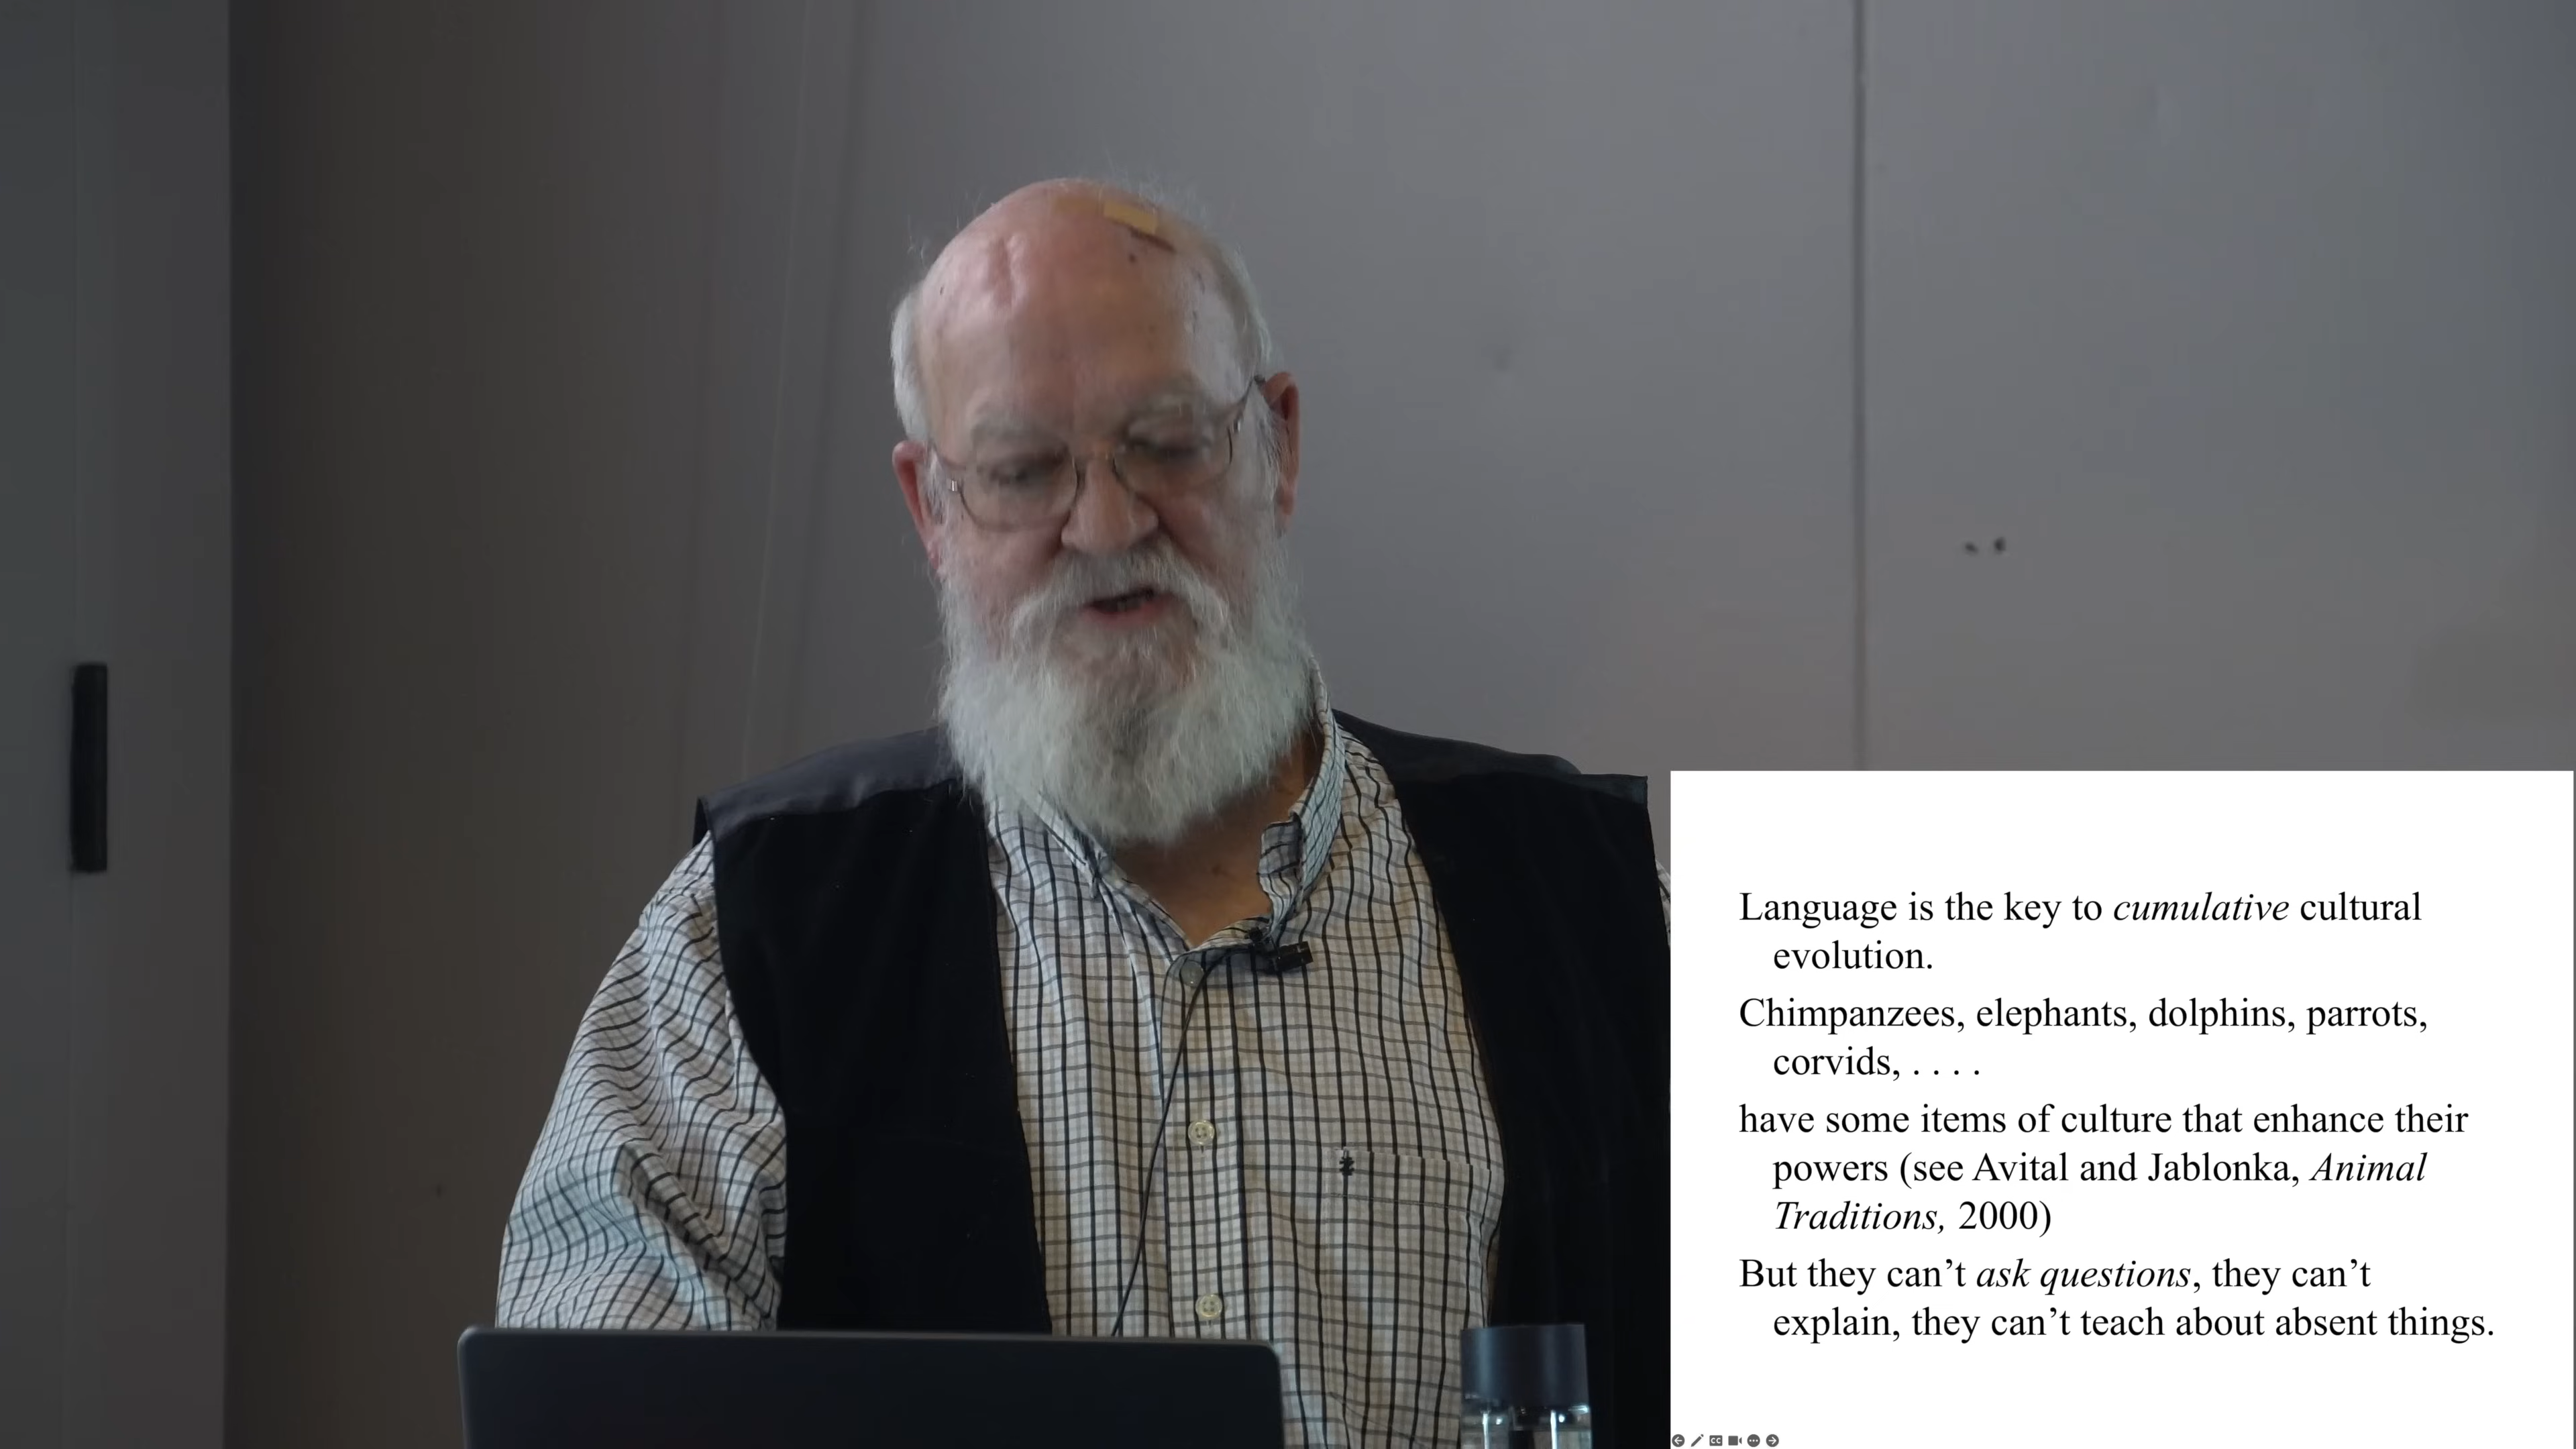 Language is the key to cumulative cultural
evolution.
Chimpanzees, elephants, dolphins, parrots,
corvids, . . . .
have some items of culture that enhance their
powers (see Avital and Jablonka, Animal
Traditions, 2000)
But they can’t ask questions, they can’t
explain, they can’t teach about absent things.
CC